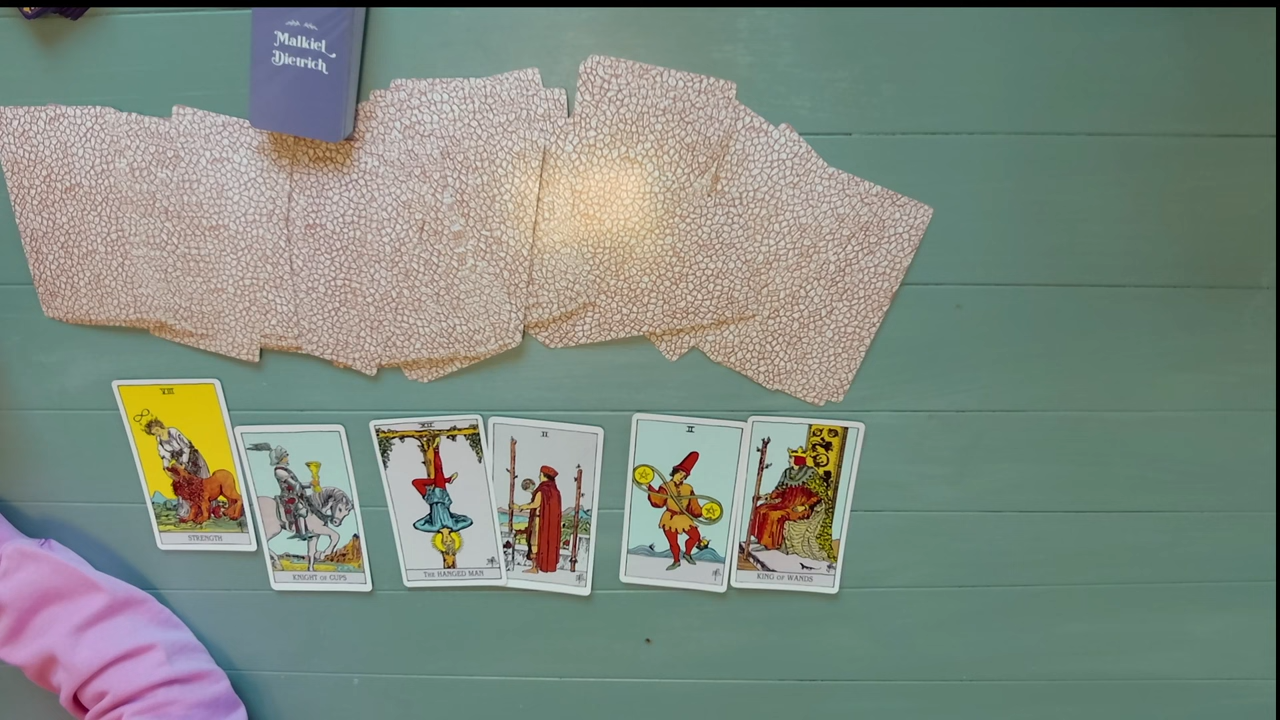 Malkiel
Dietrich
VIII
STRENGTH
KNIGHT OF CUPS
XII
THE HANGED MAN
II
II
KING OF WANDS